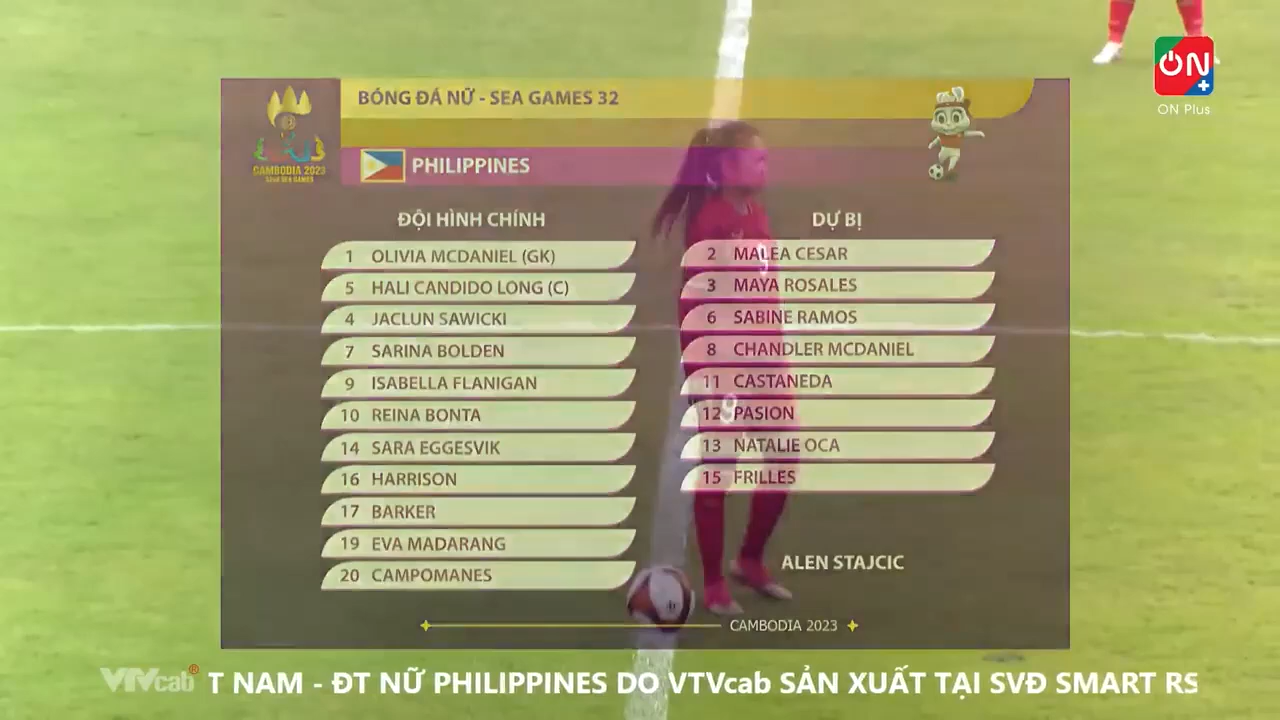 ON
ON Plus
BÓNG ĐÁ NỮ - SEA GAMES 32
CAMBODIA 2023
PHILIPPINES
ĐỘI HÌNH CHÍNH
1 OLIVIA MCDANIEL (GK)
5 HALI CANDIDO LONG (C)
4 JACLUN SAWICKI
7 SARINA BOLDEN
9 ISABELLA FLANIGAN
10 REINA BONTA
14 SARA EGGESVIK
16 HARRISON
17 BARKER
19 EVA MADARANG
20 CAMPOMANES
DỰ BỊ
2 MALEA CESAR
3 MAYA ROSALES
6 SABINE RAMOS
8 CHANDLER MCDANIEL
11 CASTANEDA
12 PASION
13 NATALIE OCA
15 FRILLES
ALEN STAJCIC
CAMBODIA 2023
VTVcab® T NAM - ĐT NỮ PHILIPPINES DO VTVcab SẢN XUẤT TẠI SVĐ SMART RS